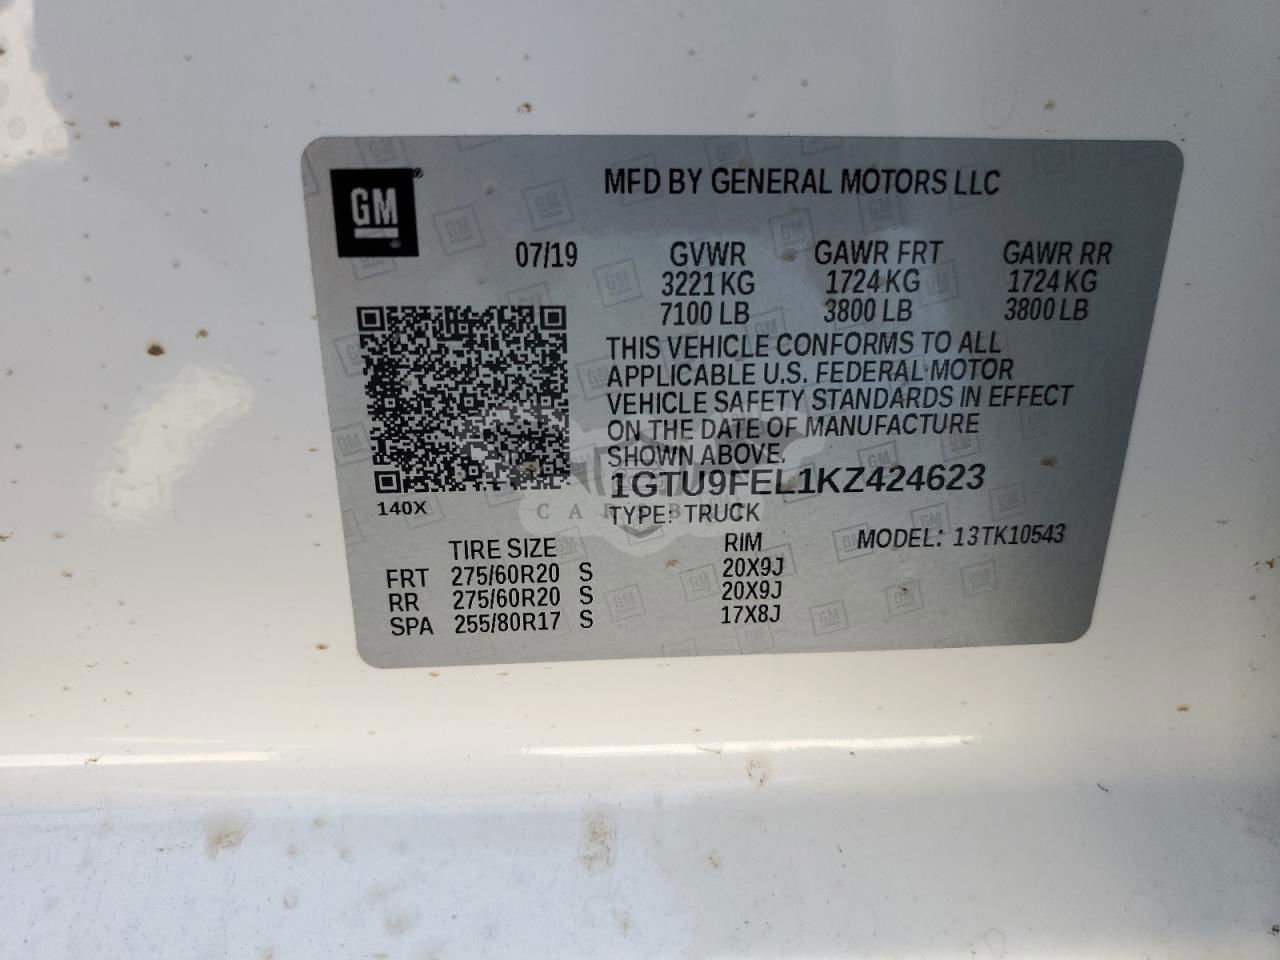 GM
MFD BY GENERAL MOTORS LLC
07/19 GVWR GAWR FRT GAWR RR
3221 KG 1724 KG 1724 KG
7100 LB 3800 LB 3800 LB
THIS VEHICLE CONFORMS TO ALL
APPLICABLE U.S. FEDERAL MOTOR
VEHICLE SAFETY STANDARDS IN EFFECT
ON THE DATE OF MANUFACTURE
SHOWN ABOVE.
1GTU9FEL1KZ424623
140X
TYPE: TRUCK
MODEL: 13TK10543
TIRE SIZE RIM
FRT 275/60R20 S 20X9J
RR 275/60R20 S 20X9J
SPA 255/80R17 S 17X8J